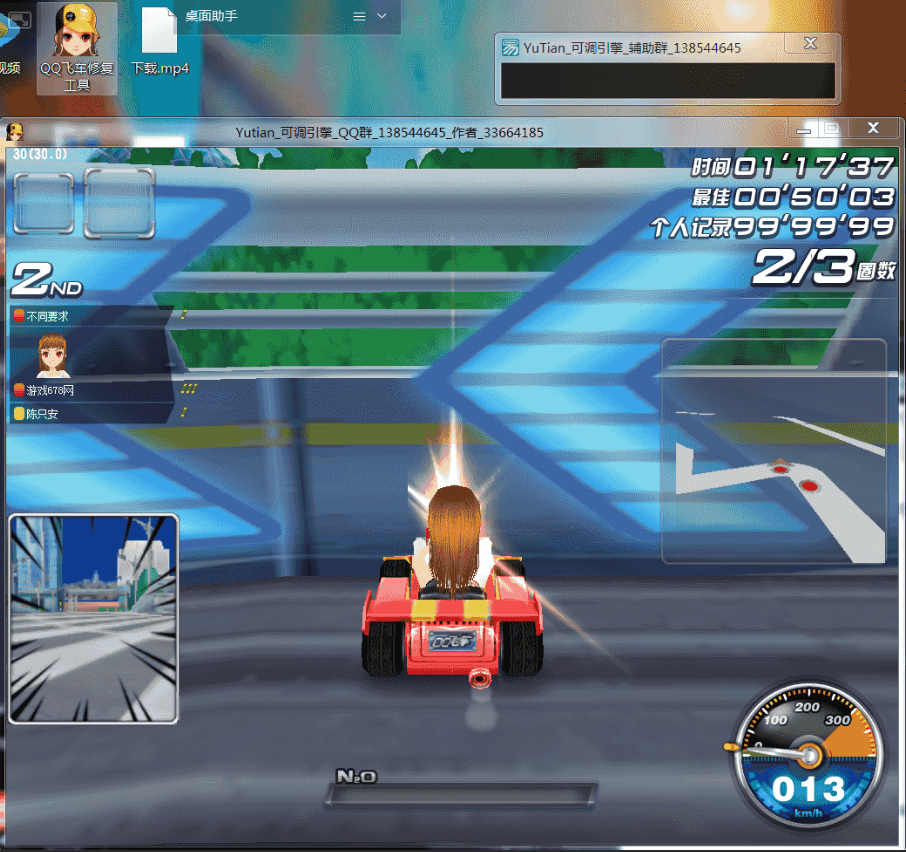 桌面助手
视频
QQ飞车修复
工具
下载.mp4
YuTian_可调引擎_辅助群_138544645
Yutian_可调引擎_QQ群_138544645_作者_33664185
30(30.0)
时间01'17'37
最佳00'50'03
个人记录99'99'99
2/3圈数
2ND
不同要求
游戏678网
陈只安
N2O
0
100
200
300
013
km/h